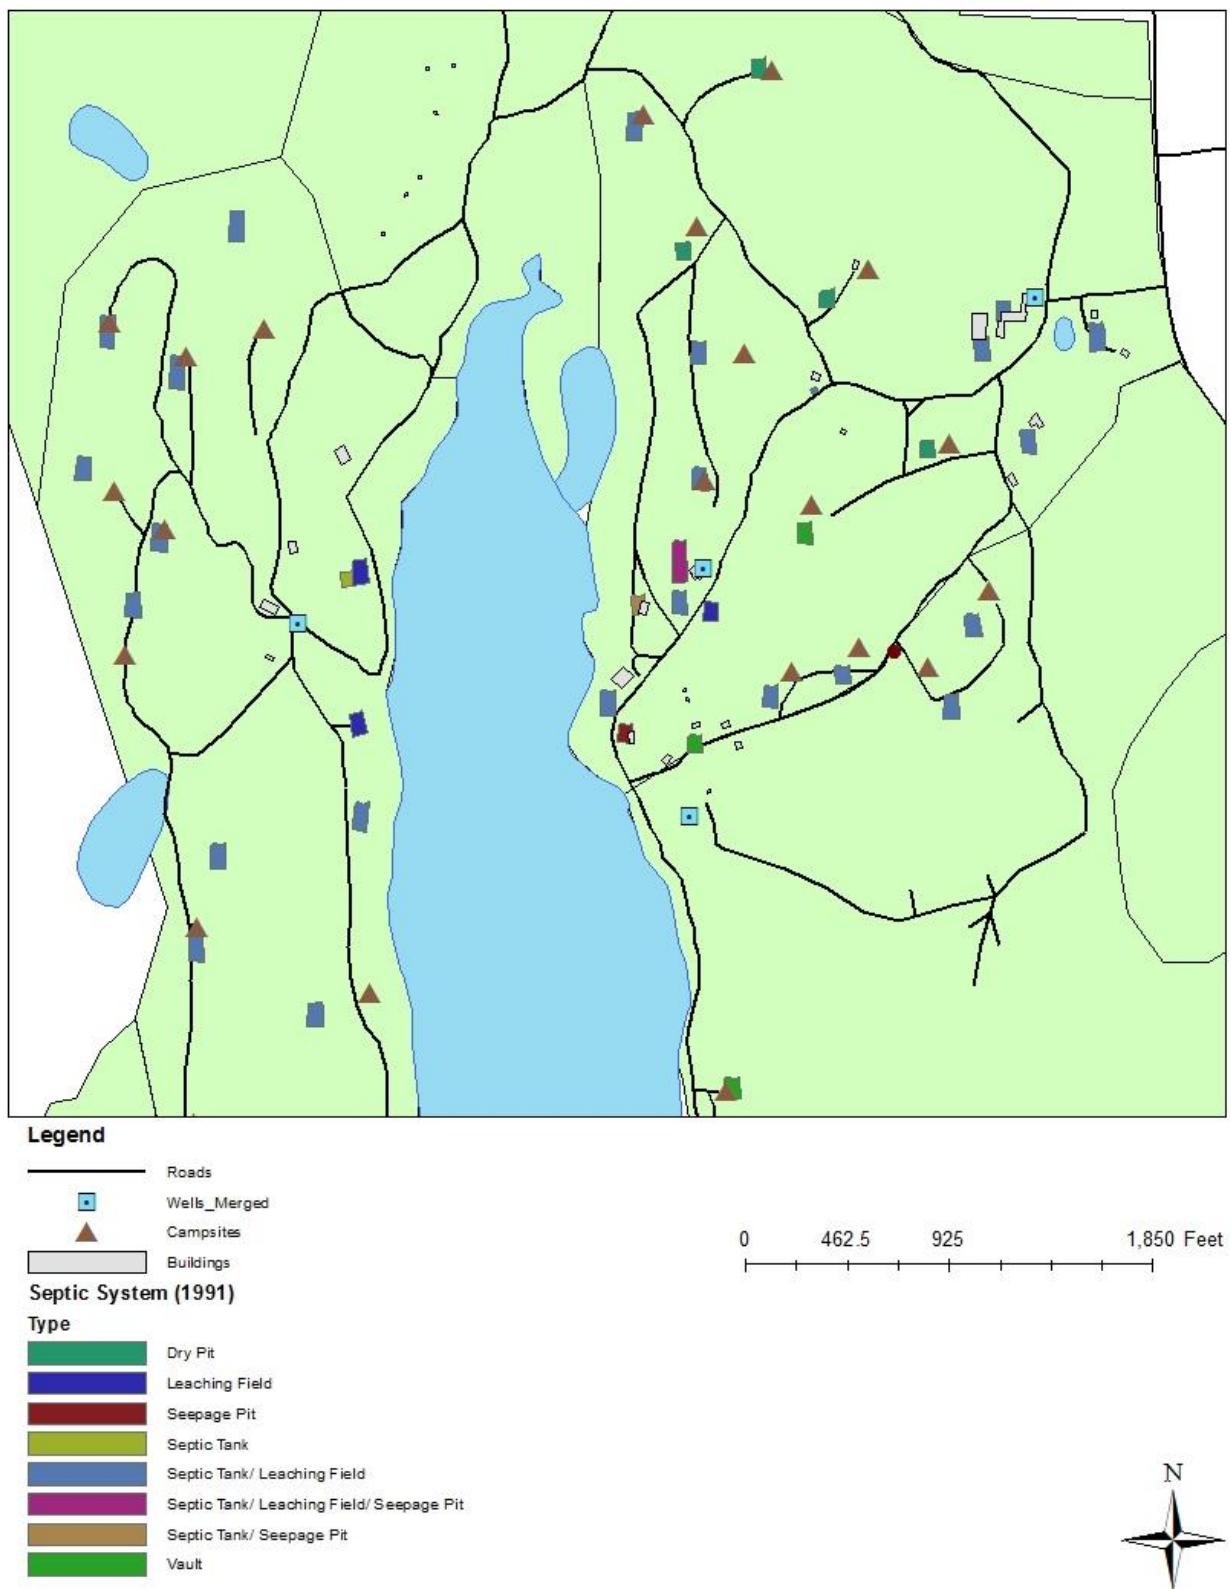 Legend
Roads
Wells_Merged
Campsites
Buildings
Septic System (1991)
Type
Dry Pit
Leaching Field
Seepage Pit
Septic Tank
Septic Tank/ Leaching Field
Septic Tank/ Leaching Field/ Seepage Pit
Septic Tank/ Seepage Pit
Vault
0 462.5 925 1,850 Feet
N